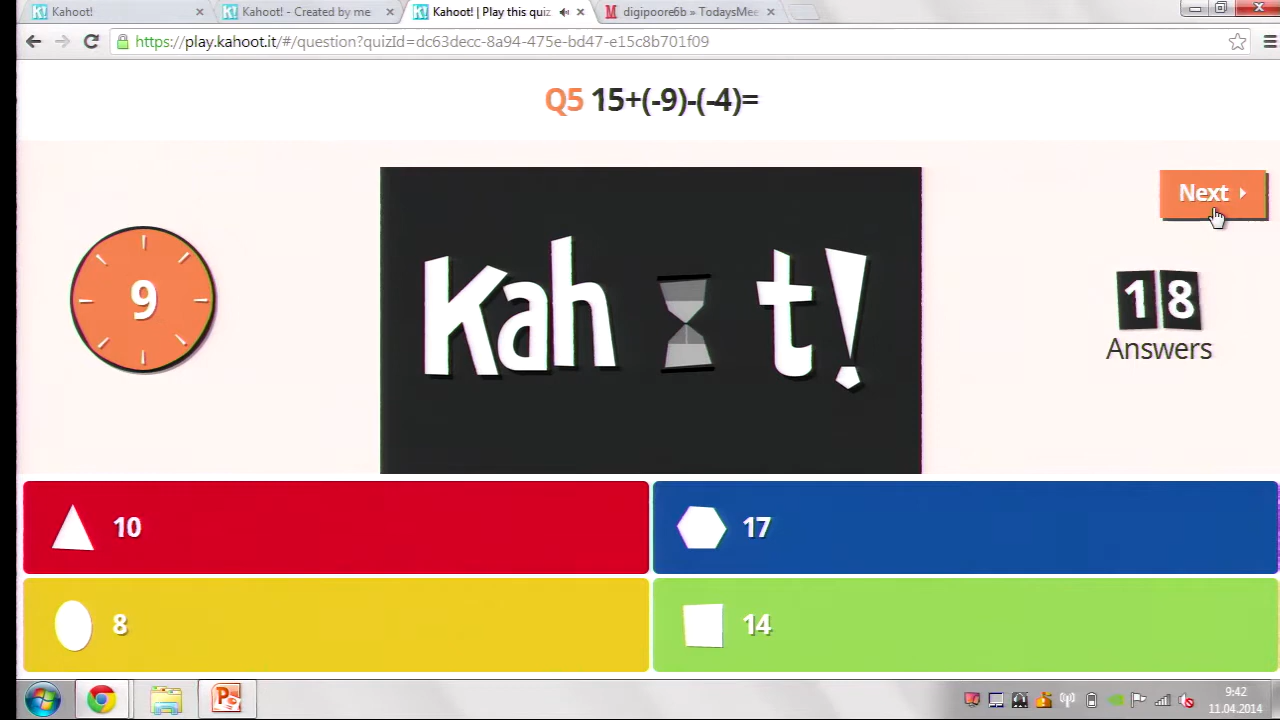 Kahoot!
Kahoot! - Created by me
Kahoot! | Play this quiz
digipoore6b » TodaysMee
https://play.kahoot.it/#/question?quizId=dc63decc-8a94-475e-bd47-e15c8b701f09
Q5 15+(-9)-(-4)=
Next
9
Kah t!
18
Answers
10
17
8
14
9:42
11.04.2014